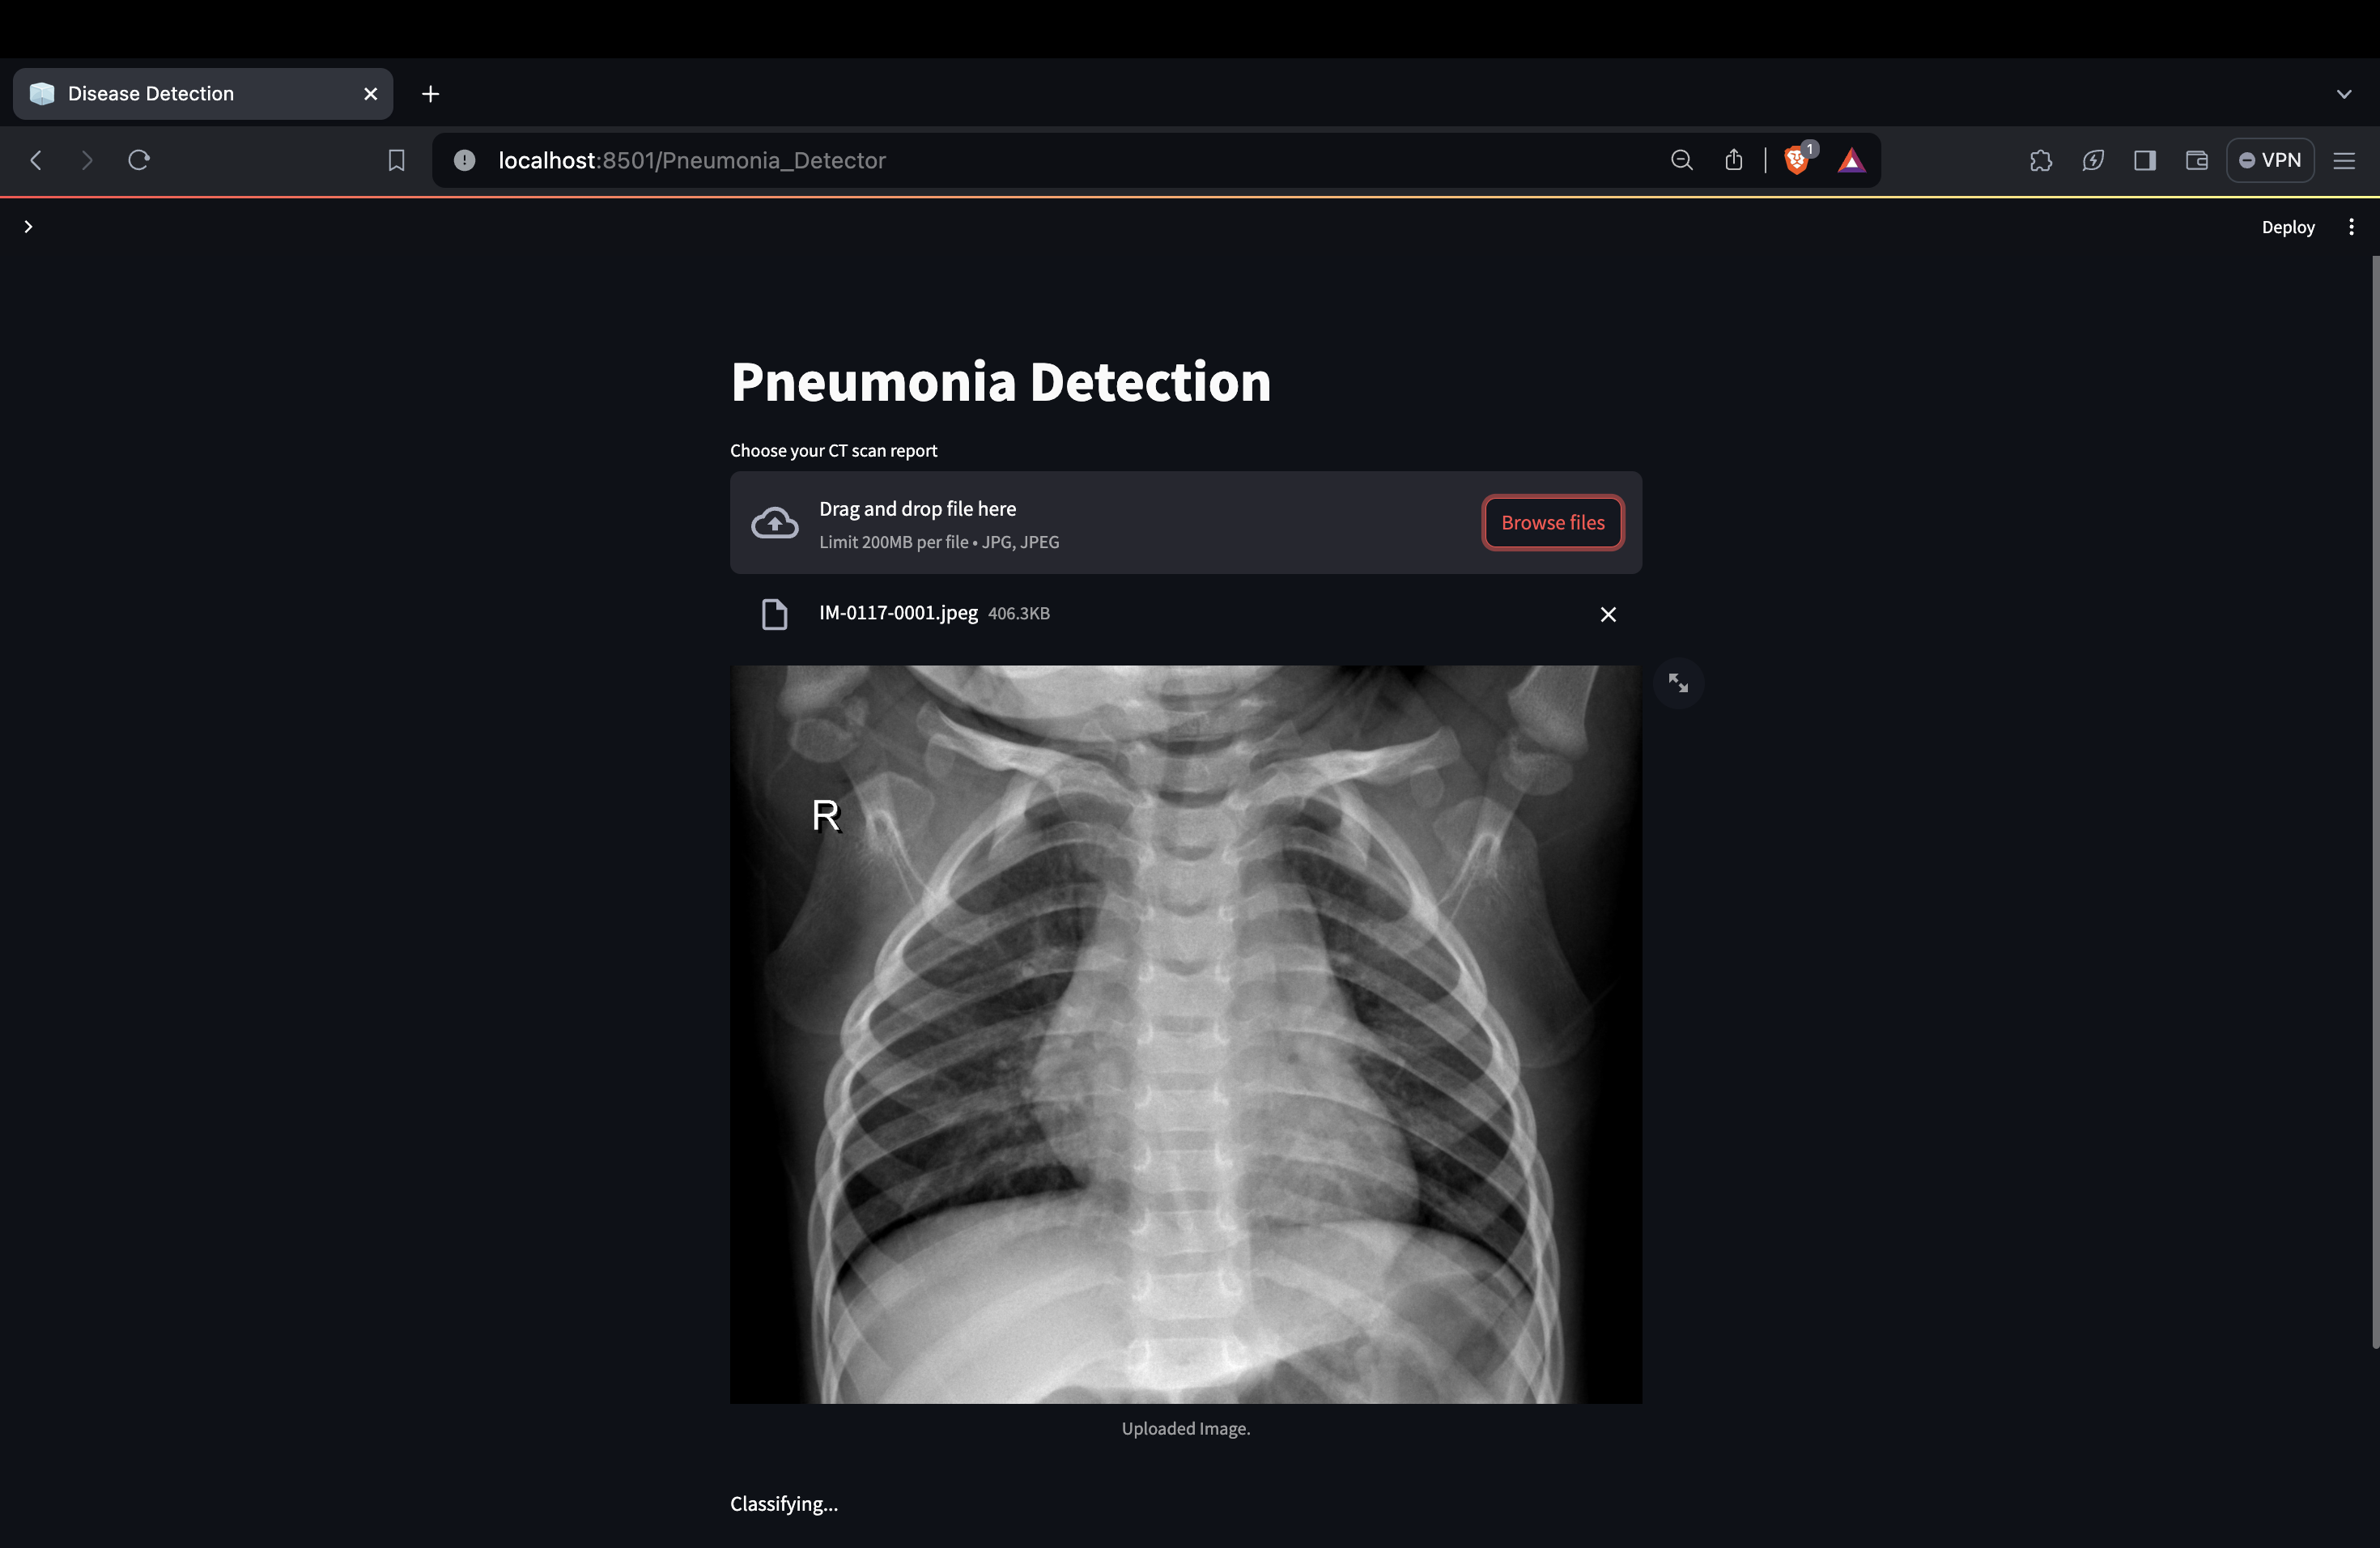 Disease Detection
localhost:8501/Pneumonia_Detector
1
VPN
Deploy
Pneumonia Detection
Choose your CT scan report
Drag and drop file here
Limit 200MB per file • JPG, JPEG
Browse files
IM-0117-0001.jpeg 406.3KB
R
Uploaded Image.
Classifying...